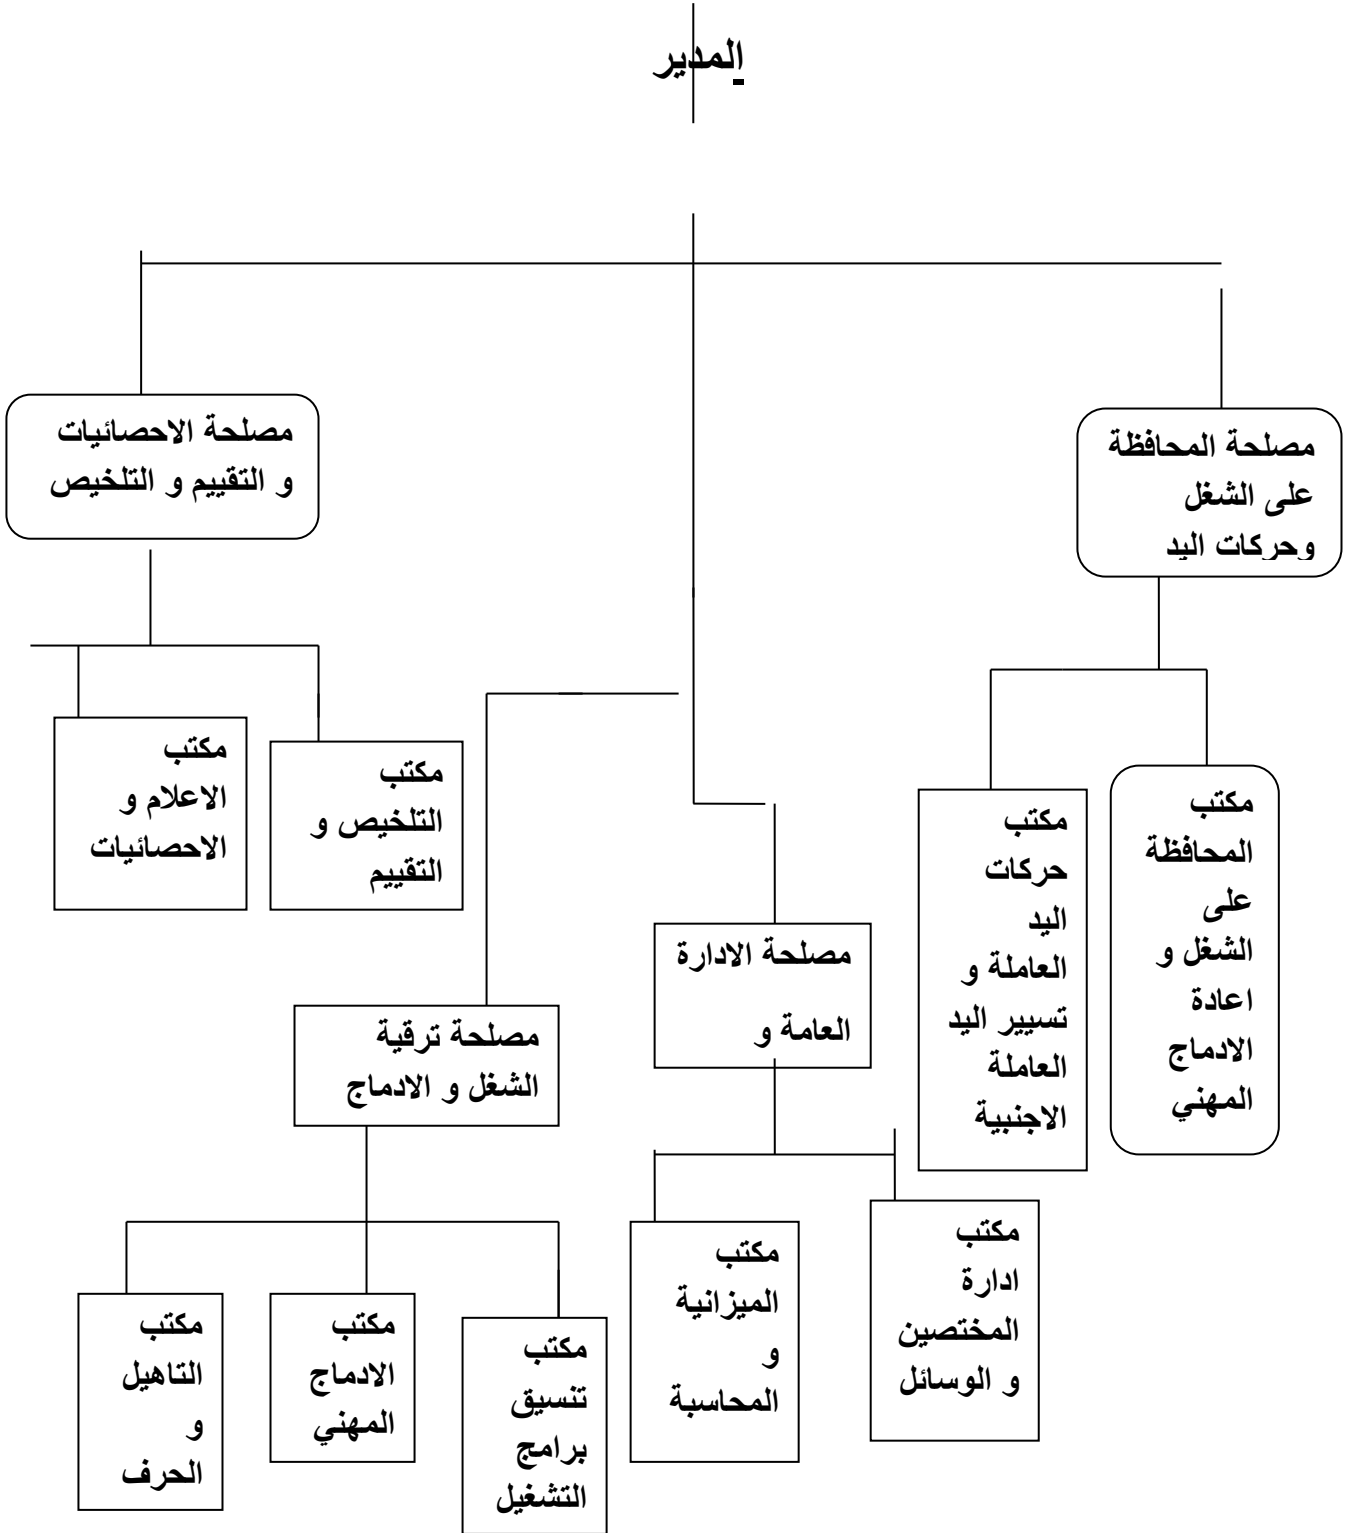 المدير
مصلحة المحافظة
على الشغل
وحركات اليد
مصلحة الاحصائيات
و التقييم و التلخيص
مكتب
المحافظة
على
الشغل و
اعادة
الادماج
المهني
مكتب
حركات
اليد
العاملة و
تسيير اليد
العاملة
الاجنبية
مكتب
التلخيص و
التقييم
مكتب
الاعلام و
الاحصائيات
مصلحة الادارة
العامة و
مصلحة ترقية
الشغل و الادماج
مكتب
ادارة
المختصين
و الوسائل
مكتب
الميزانية
و
المحاسبة
مكتب
تنسيق
برامج
التشغيل
مكتب
الادماج
المهني
مكتب
التاهيل
و
الحرف